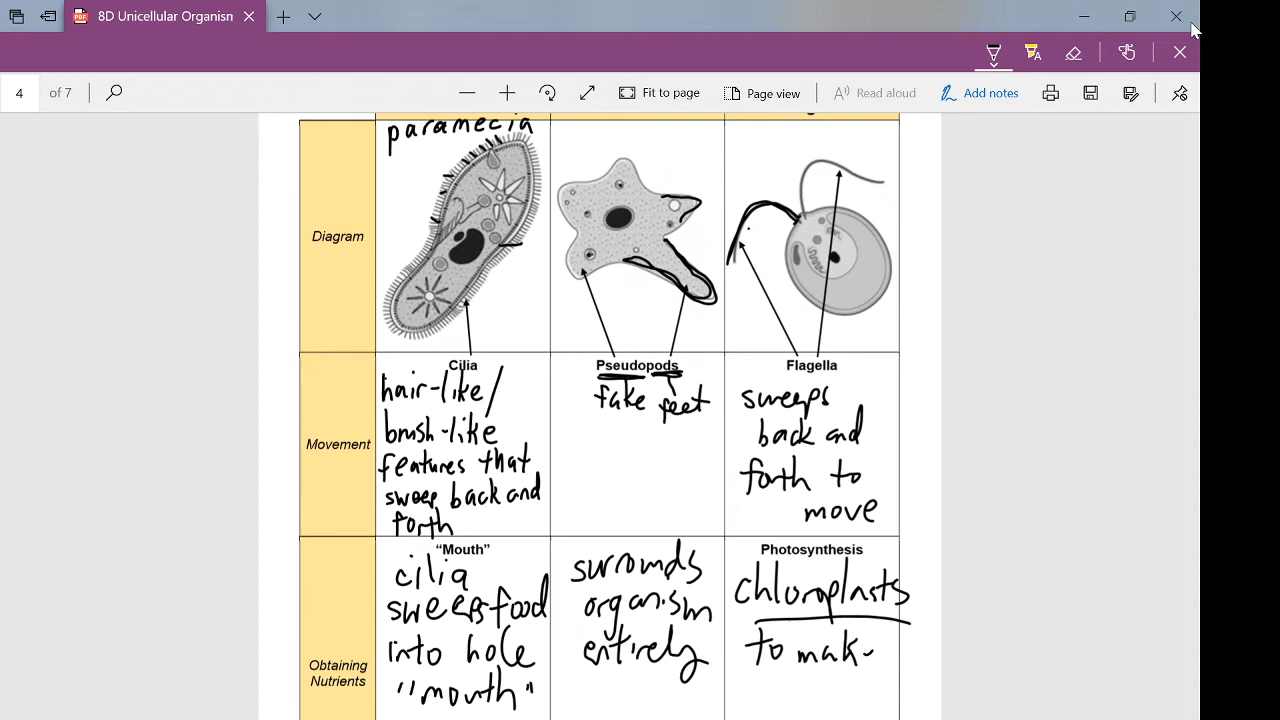 8D Unicellular Organisn
4 of 7
Fit to page
Page view
Read aloud
Add notes
paramecia
Diagram
Cilia
Pseudopods
Flagella
Movement
hair-like/
brush-like
features that
sweep back and
forth
fake feet
sweeps
back and
forth to
move
"Mouth"
Photosynthesis
Obtaining
Nutrients
cilia
sweeps food
into hole
"mouth"
surrounds
organism
entirely
chloroplasts
to mak